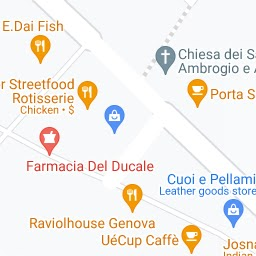 E.Dai Fish
Chiesa dei
Ambrogio e
Streetfood
Rotisserie
Chicken • $
Porta
Farmacia Del Ducale
Cuoi e Pellami
Leather goods store
Raviolhouse Genova
UéCup Caffè
Indian